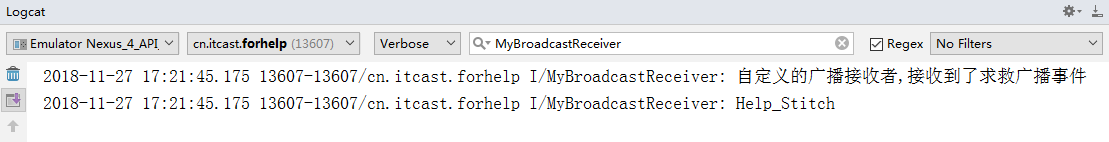 Logcat
Emulator Nexus_4_API_ cn.itcast.forhelp (13607) Verbose MyBroadcastReceiver Regex No Filters
2018-11-27 17:21:45.175 13607-13607/cn.itcast.forhelp I/MyBroadcastReceiver: 自定义的广播接收者,接收到了求救广播事件
2018-11-27 17:21:45.175 13607-13607/cn.itcast.forhelp I/MyBroadcastReceiver: Help_Stitch